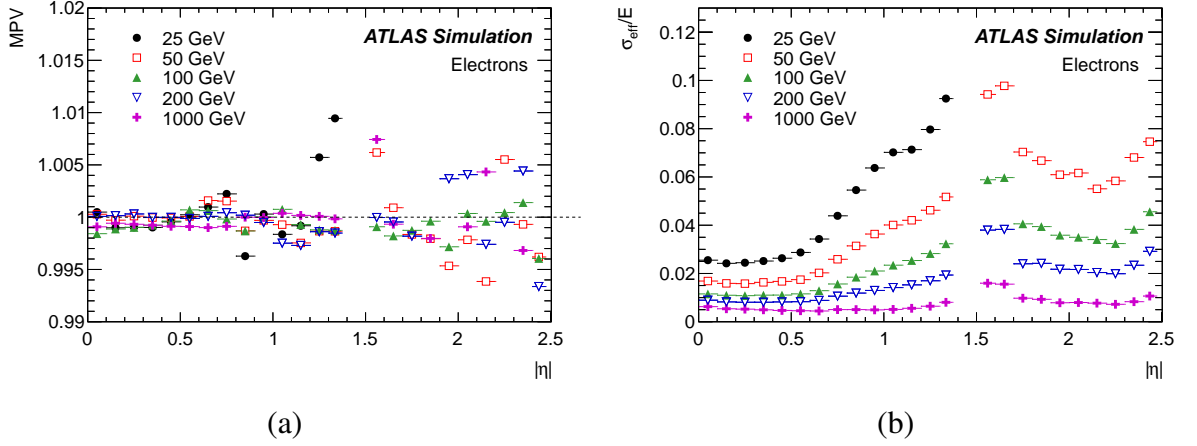 MPV
1.02
1.015
1.01
1.005
1
0.995
0.99
25 GeV
50 GeV
100 GeV
200 GeV
1000 GeV
ATLAS Simulation
Electrons
0 0.5 1 1.5 2 2.5
|η|
(a)
σeff/E
0.12
0.1
0.08
0.06
0.04
0.02
0
25 GeV
50 GeV
100 GeV
200 GeV
1000 GeV
ATLAS Simulation
Electrons
0 0.5 1 1.5 2 2.5
|η|
(b)